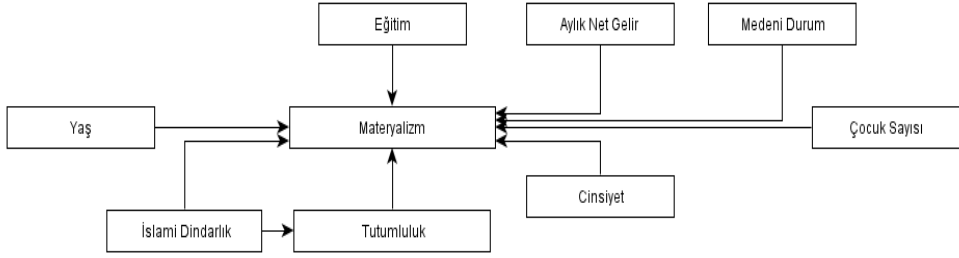 Eğitim
Aylık Net Gelir
Medeni Durum
Yaş
Materyalizm
Çocuk Sayısı
Cinsiyet
İslami Dindarlık
Tutumluluk